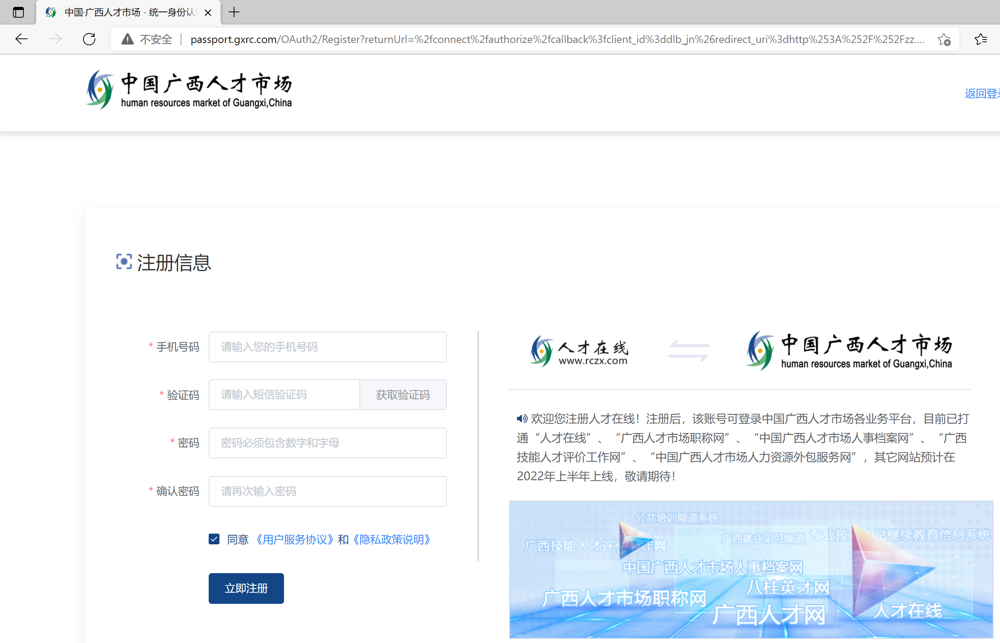 中国·广西人才市场 - 统一身份认
不安全
passport.gxrc.com/OAuth2/Register?returnUrl=%2fconnect%2fauthorize%2fcallback%3fclient_id%3ddlb_jn%26redirect_uri%3dhttp%253A%252F%252Fzz....
中国广西人才市场
human resources market of Guangxi,China
返回登录
注册信息
* 手机号码
请输入您的手机号码
* 验证码
请输入短信验证码
获取验证码
* 密码
密码必须包含数字和字母
* 确认密码
请再次输入密码
同意 《用户服务协议》和《隐私政策说明》
立即注册
人才在线
www.rczx.com
中国广西人才市场
human resources market of Guangxi,China
欢迎您注册人才在线！注册后，该账号可登录中国广西人才市场各业务平台，目前已打
通“人才在线”、“广西人才市场职称网”、“中国广西人才市场人事档案网”、“广西
技能人才评价工作网”、“中国广西人才市场人力资源外包服务网”，其它网站预计在
2022年上半年上线，敬请期待！
公共培训频道系统
广西就业见习频道
专业技 员继续教育信息系统
广西技能人才评 作网
中国广西人才市场人事档案网
八桂英才网
广西人才市场职称网
广西人才网
人才在线